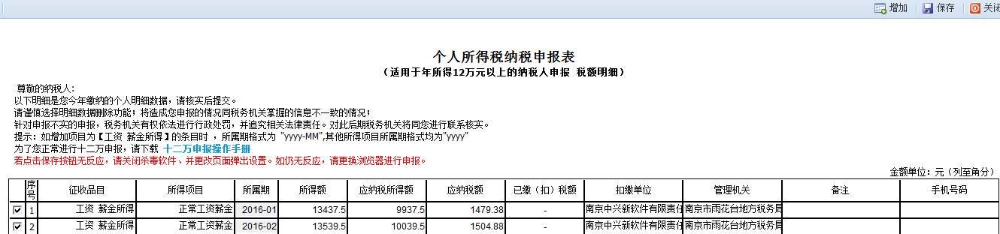 增加 保存 关闭
个人所得税纳税申报表
（适用于年所得12万元以上的纳税人申报 税额明细）
尊敬的纳税人:
以下明细是您今年缴纳的个人明细数据，请核实后提交。
请谨慎选择明细数据删除功能；将造成您申报的情况同税务机关掌握的信息不一致的情况;
针对申报不实的申报，税务机关有权依法进行行政处罚，并追究相关法律责任。对此后期税务机关将同您进行联系核实。
提示：如增加项目为【工资 薪金所得】的条目时 ，所属期格式为 "yyyy-MM",其他所得项目所属期格式均为"yyyy"
为了您正常进行十二万申报，请下载 十二万申报操作手册
若点击保存按钮无反应，请关闭杀毒软件、并更改页面弹出设置。如仍无反应，请更换浏览器进行申报。
金额单位：元（列至角分）
序号 征收品目 所得项目 所属期 所得额 应纳税所得额 应纳税额 已缴（扣）税额 扣缴单位 管理机关 备注 手机号码
1 工资 薪金所得 正常工资薪金 2016-01 13437.5 9937.5 1479.38 - 南京中兴新软件有限责任 南京市雨花台地方税务局
2 工资 薪金所得 正常工资薪金 2016-02 13539.5 10039.5 1504.88 - 南京中兴新软件有限责任 南京市雨花台地方税务局